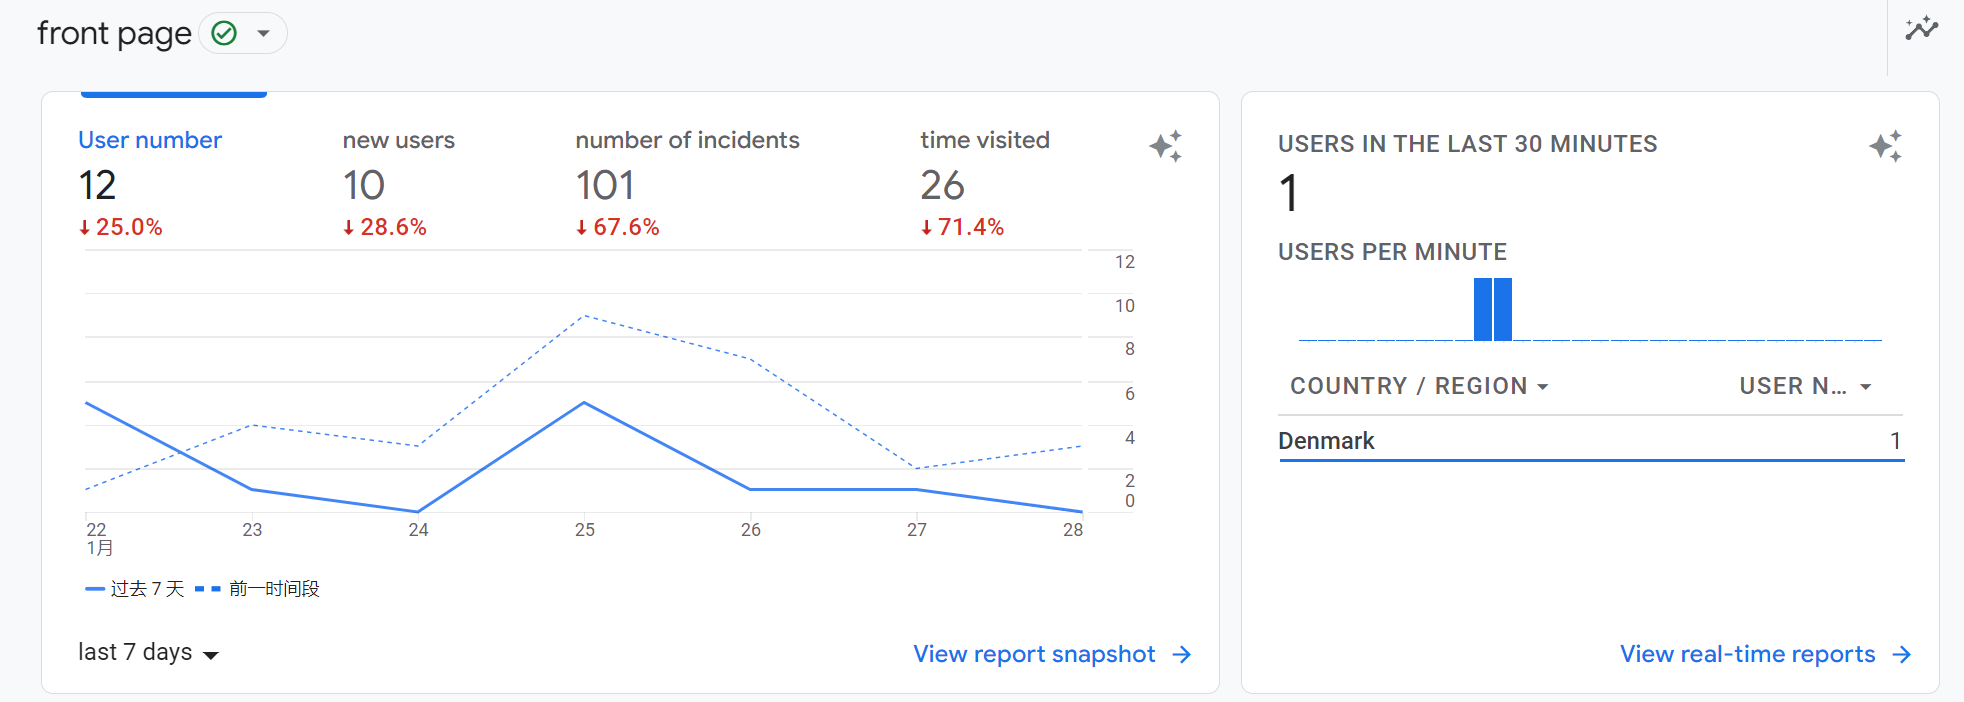 front page
User number new users number of incidents time visited
12 10 101 26
25.0% 28.6% 67.6% 71.4%
12
10
8
6
4
2
0
22 23 24 25 26 27 28
1月
过去 7 天 前一时间段
last 7 days View report snapshot
USERS IN THE LAST 30 MINUTES
1
USERS PER MINUTE
COUNTRY / REGION USER N...
Denmark 1
View real-time reports